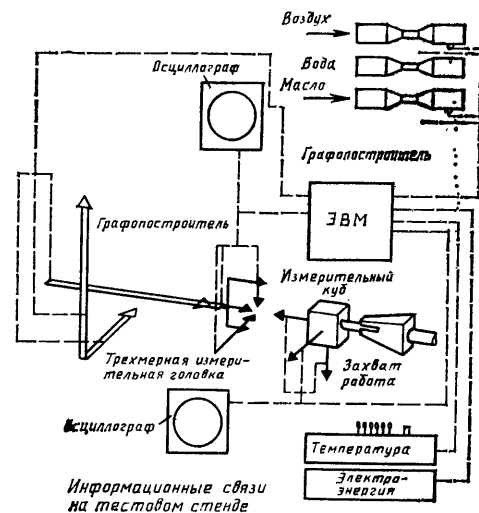 Воздух
Осциллограф
Вода
Масло
Графопостроитель
ЭВМ
Графопостроитель
Измерительный
куб
Трехмерная измери-
тельная головка
Захват
работа
Осциллограф
Температура
Электро-
энергия
Информационные связи
на тестовом стенде